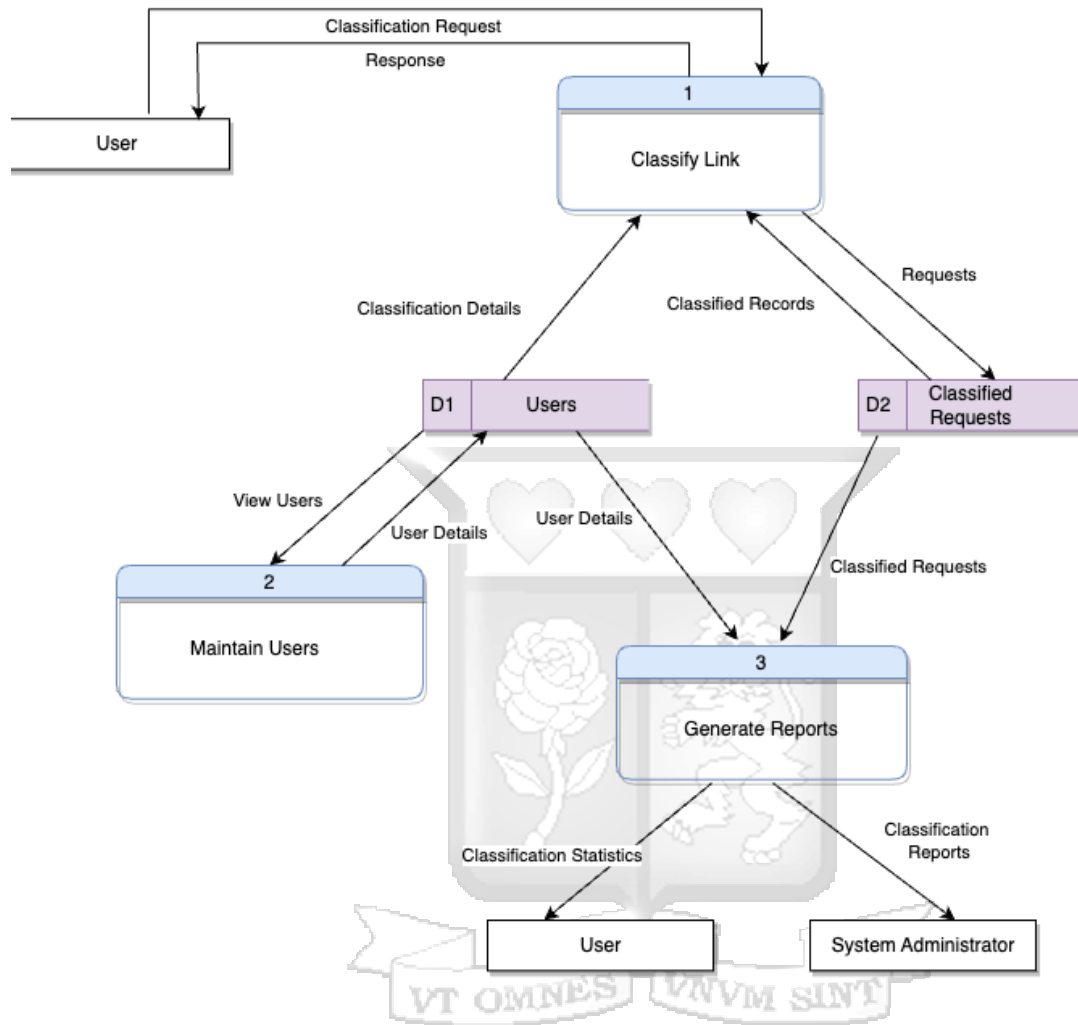 Classification Request
Response
1
User
Classify Link
Requests
Classified Records
Classification Details
D1
Users
D2
Classified
Requests
View Users
User Details
User Details
Classified Requests
2
Maintain Users
3
Generate Reports
Classification
Reports
Classification Statistics
User
System Administrator
VT OMNES
VNVM SINT